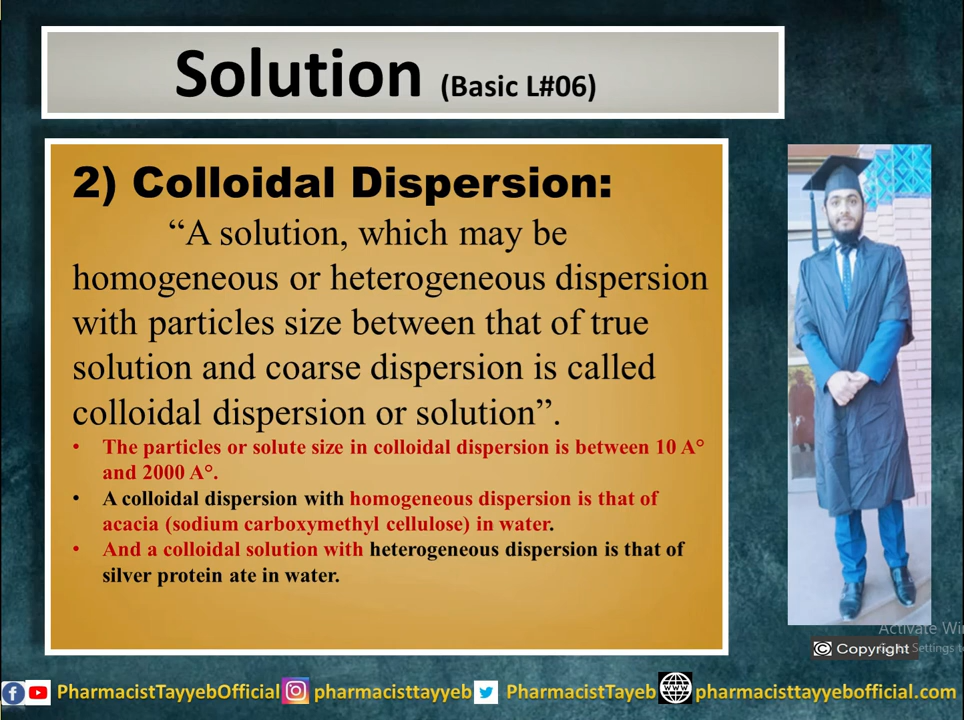 Solution (Basic L#06)
2) Colloidal Dispersion:
“A solution, which may be
homogeneous or heterogeneous dispersion
with particles size between that of true
solution and coarse dispersion is called
colloidal dispersion or solution”.
• The particles or solute size in colloidal dispersion is between 10 A°
and 2000 A°.
• A colloidal dispersion with homogeneous dispersion is that of
acacia (sodium carboxymethyl cellulose) in water.
• And a colloidal solution with heterogeneous dispersion is that of
silver protein ate in water.
Activate Wi
© Copyright Settings t
PharmacistTayyebOfficial pharmacisttayyeb PharmacistTayeb pharmacisttayyebofficial.com